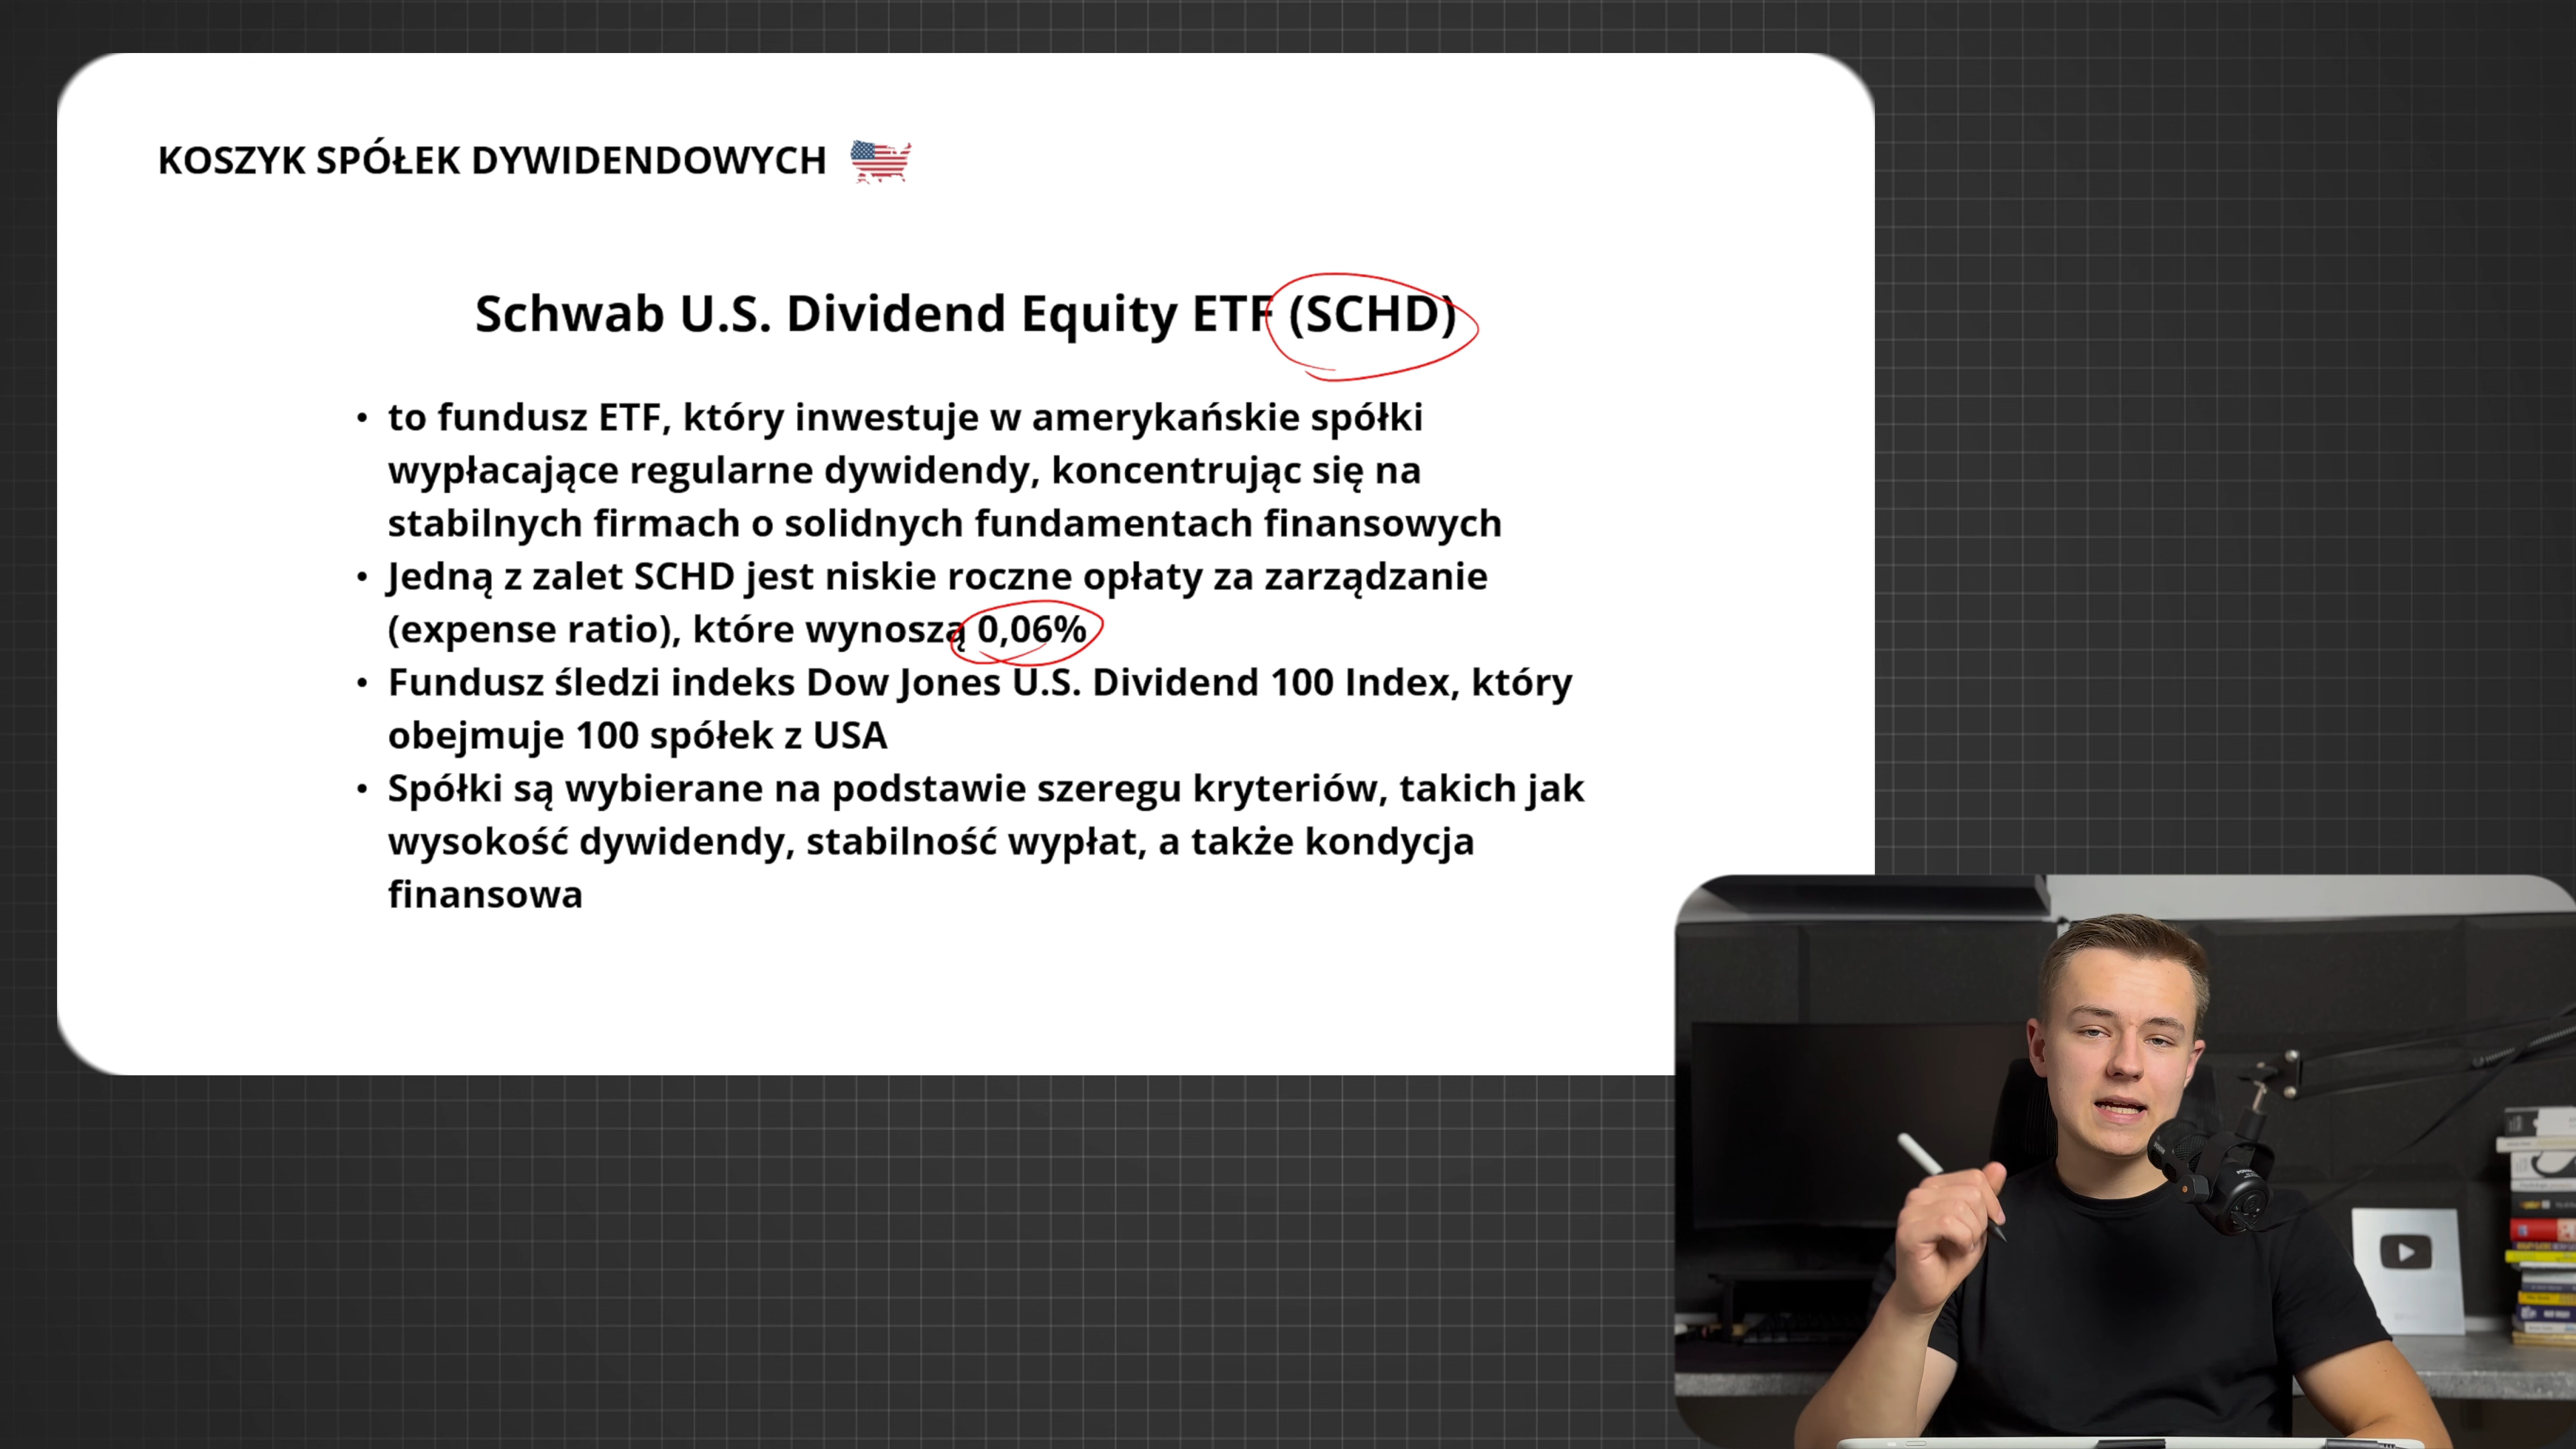 KOSZYK SPÓŁEK DYWIDENDOWYCH
Schwab U.S. Dividend Equity ETF (SCHD)
• to fundusz ETF, który inwestuje w amerykańskie spółki
wypłacające regularne dywidendy, koncentrując się na
stabilnych firmach o solidnych fundamentach finansowych
• Jedną z zalet SCHD jest niskie roczne opłaty za zarządzanie
(expense ratio), które wynoszą 0,06%
• Fundusz śledzi indeks Dow Jones U.S. Dividend 100 Index, który
obejmuje 100 spółek z USA
• Spółki są wybierane na podstawie szeregu kryteriów, takich jak
wysokość dywidendy, stabilność wypłat, a także kondycja
finansowa